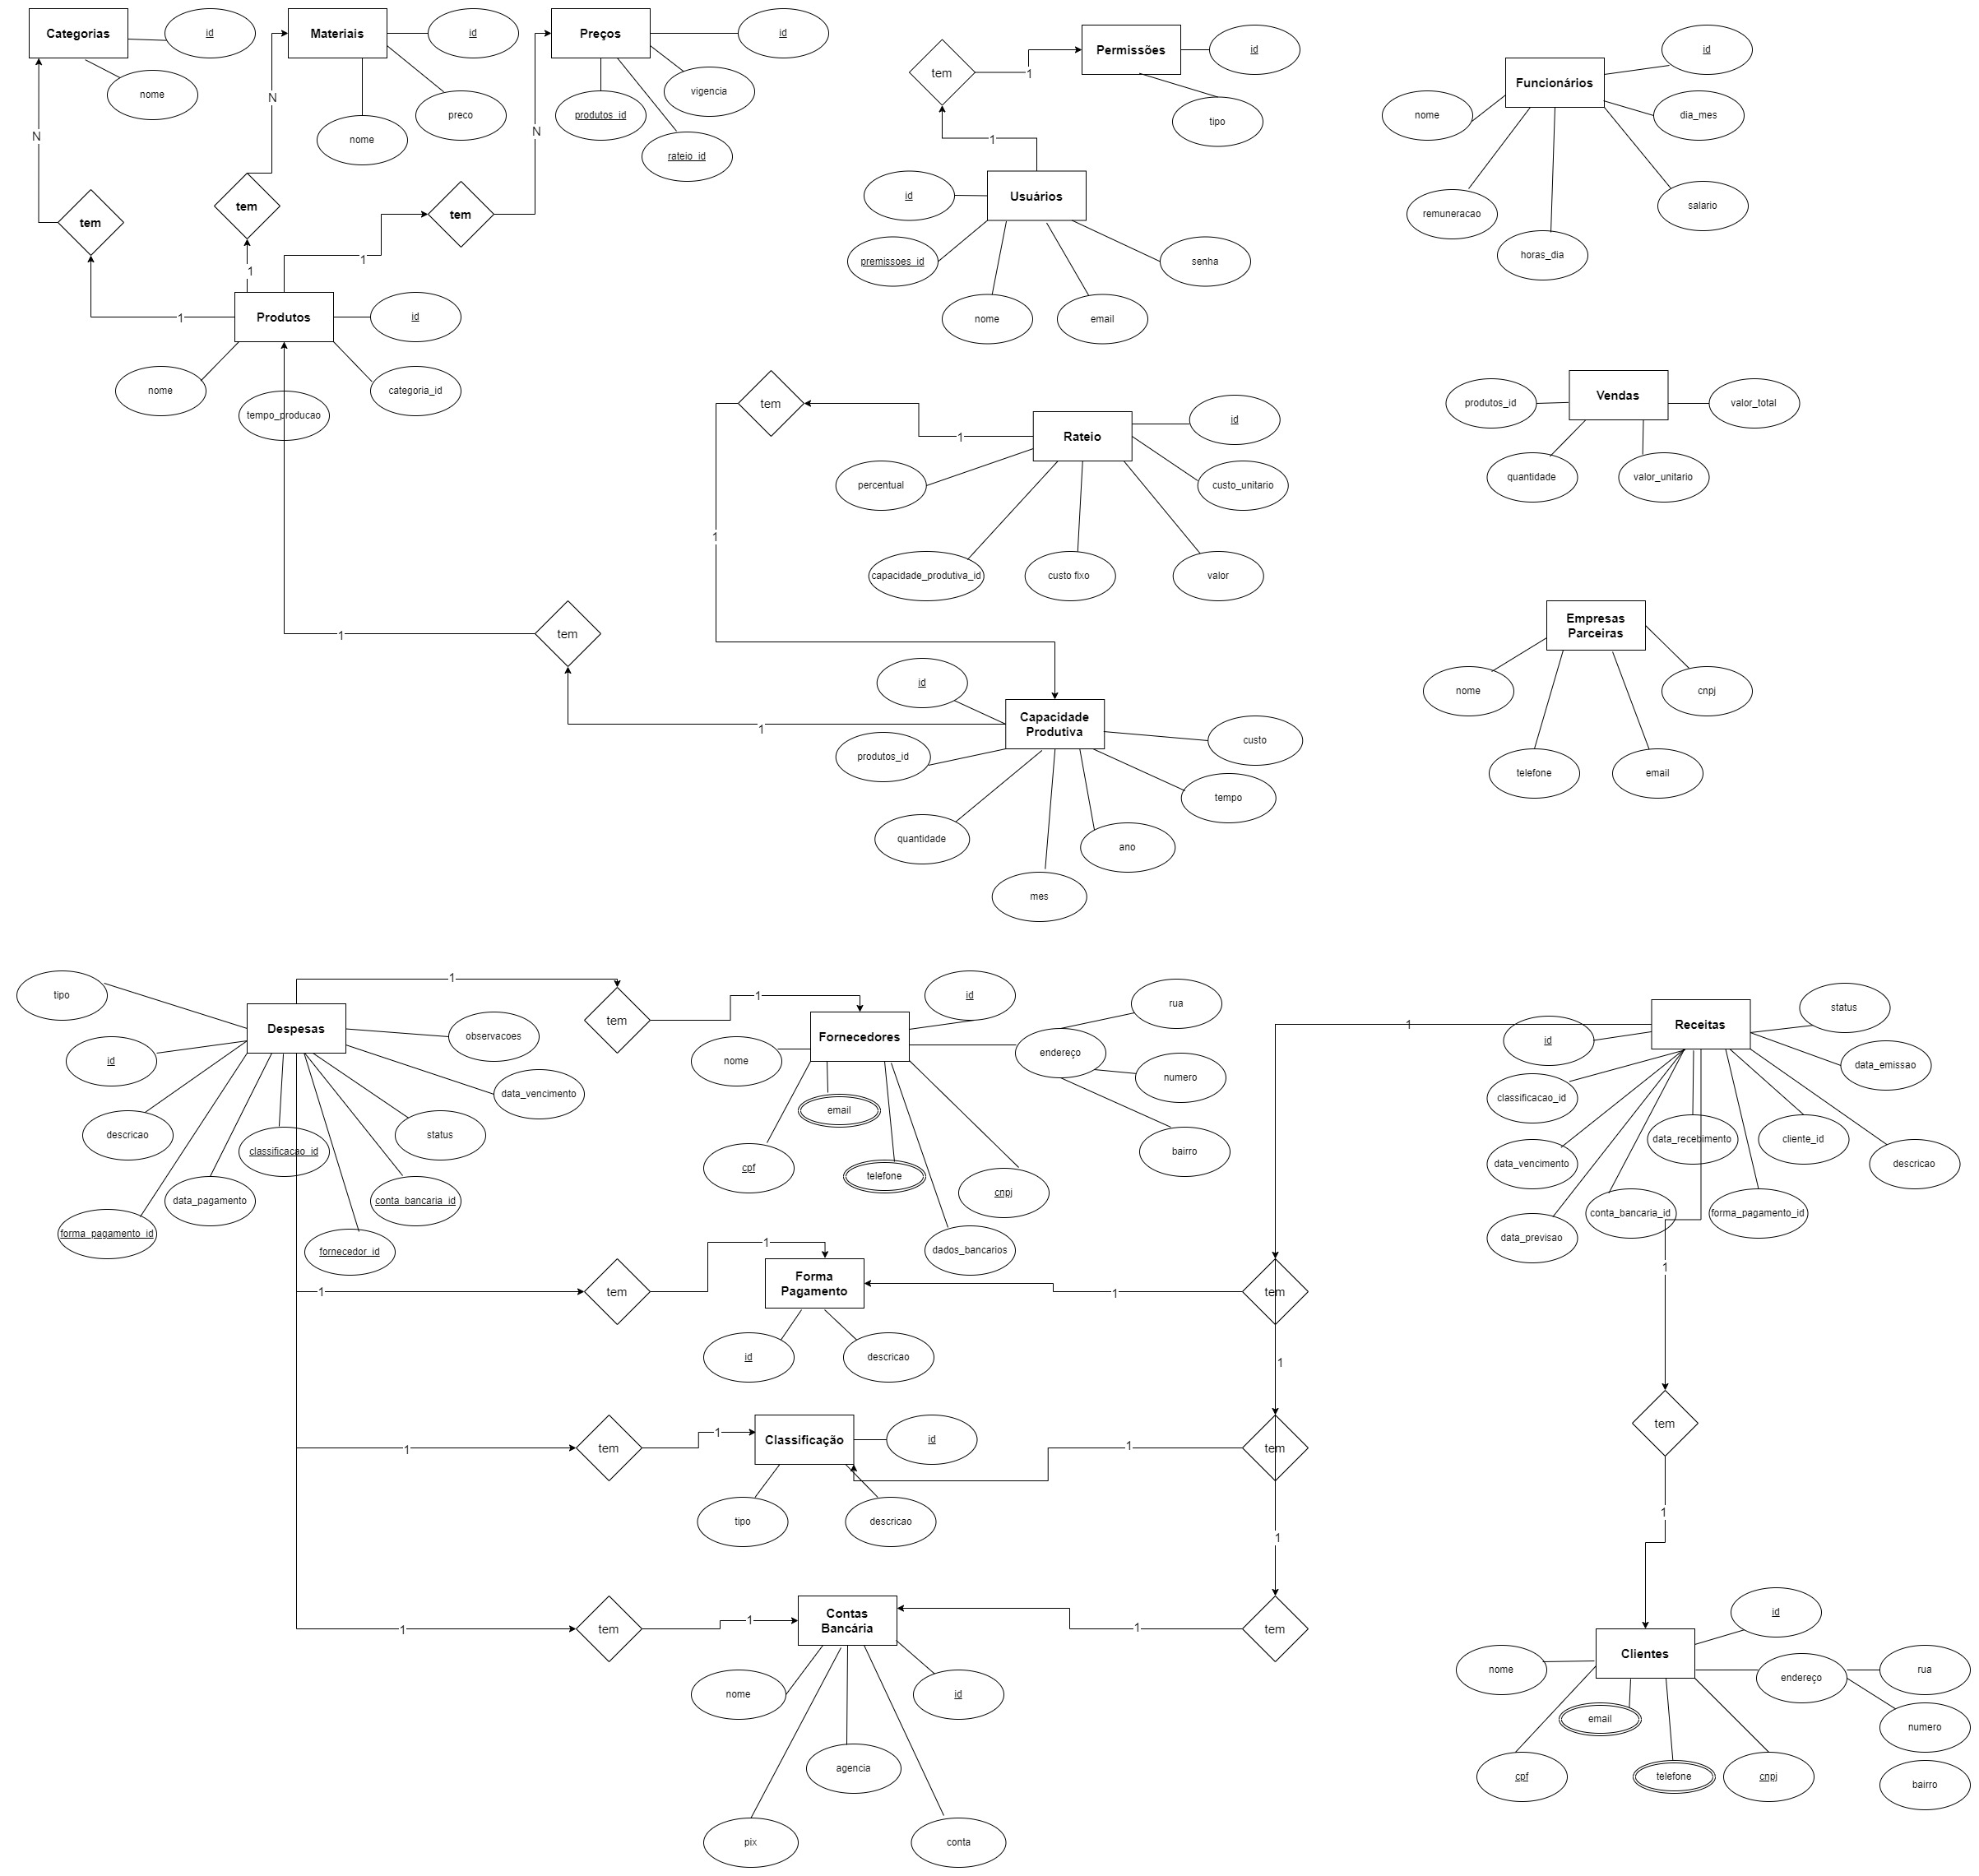 Categorias
id
nome
N
tem
1
Materiais
id
preco
nome
N
tem
1
Preços
id
vigencia
produtos_id
rateio_id
N
tem
1
Produtos
id
nome
tempo_producao
categoria_id
Permissões
id
tipo
tem
1
1
Usuários
id
premissoes_id
nome
email
senha
Funcionários
id
nome
dia_mes
remuneracao
salario
horas_dia
Vendas
produtos_id
valor_total
quantidade
valor_unitario
tem
1
Rateio
id
percentual
custo_unitario
capacidade_produtiva_id
custo fixo
valor
1
Empresas
Parceiras
nome
cnpj
telefone
email
tem
1
1
Capacidade
Produtiva
id
produtos_id
custo
tempo
quantidade
ano
mes
Despesas
tipo
id
descricao
forma_pagamento_id
data_pagamento
classificacao_id
fornecedor_id
conta_bancaria_id
status
data_vencimento
observacoes
1
tem
1
Fornecedores
id
nome
endereço
rua
numero
bairro
email
cpf
telefone
cnpj
dados_bancarios
Receitas
status
id
data_emissao
classificacao_id
data_vencimento
data_recebimento
cliente_id
descricao
data_previsao
conta_bancaria_id
forma_pagamento_id
1
1
tem
1
Forma
Pagamento
id
descricao
1
tem
1
1
tem
1
Classificação
id
tipo
descricao
1
tem
1
1
tem
1
Contas
Bancária
nome
id
agencia
pix
conta
1
tem
1
tem
1
Clientes
id
nome
endereço
rua
numero
bairro
email
cpf
telefone
cnpj